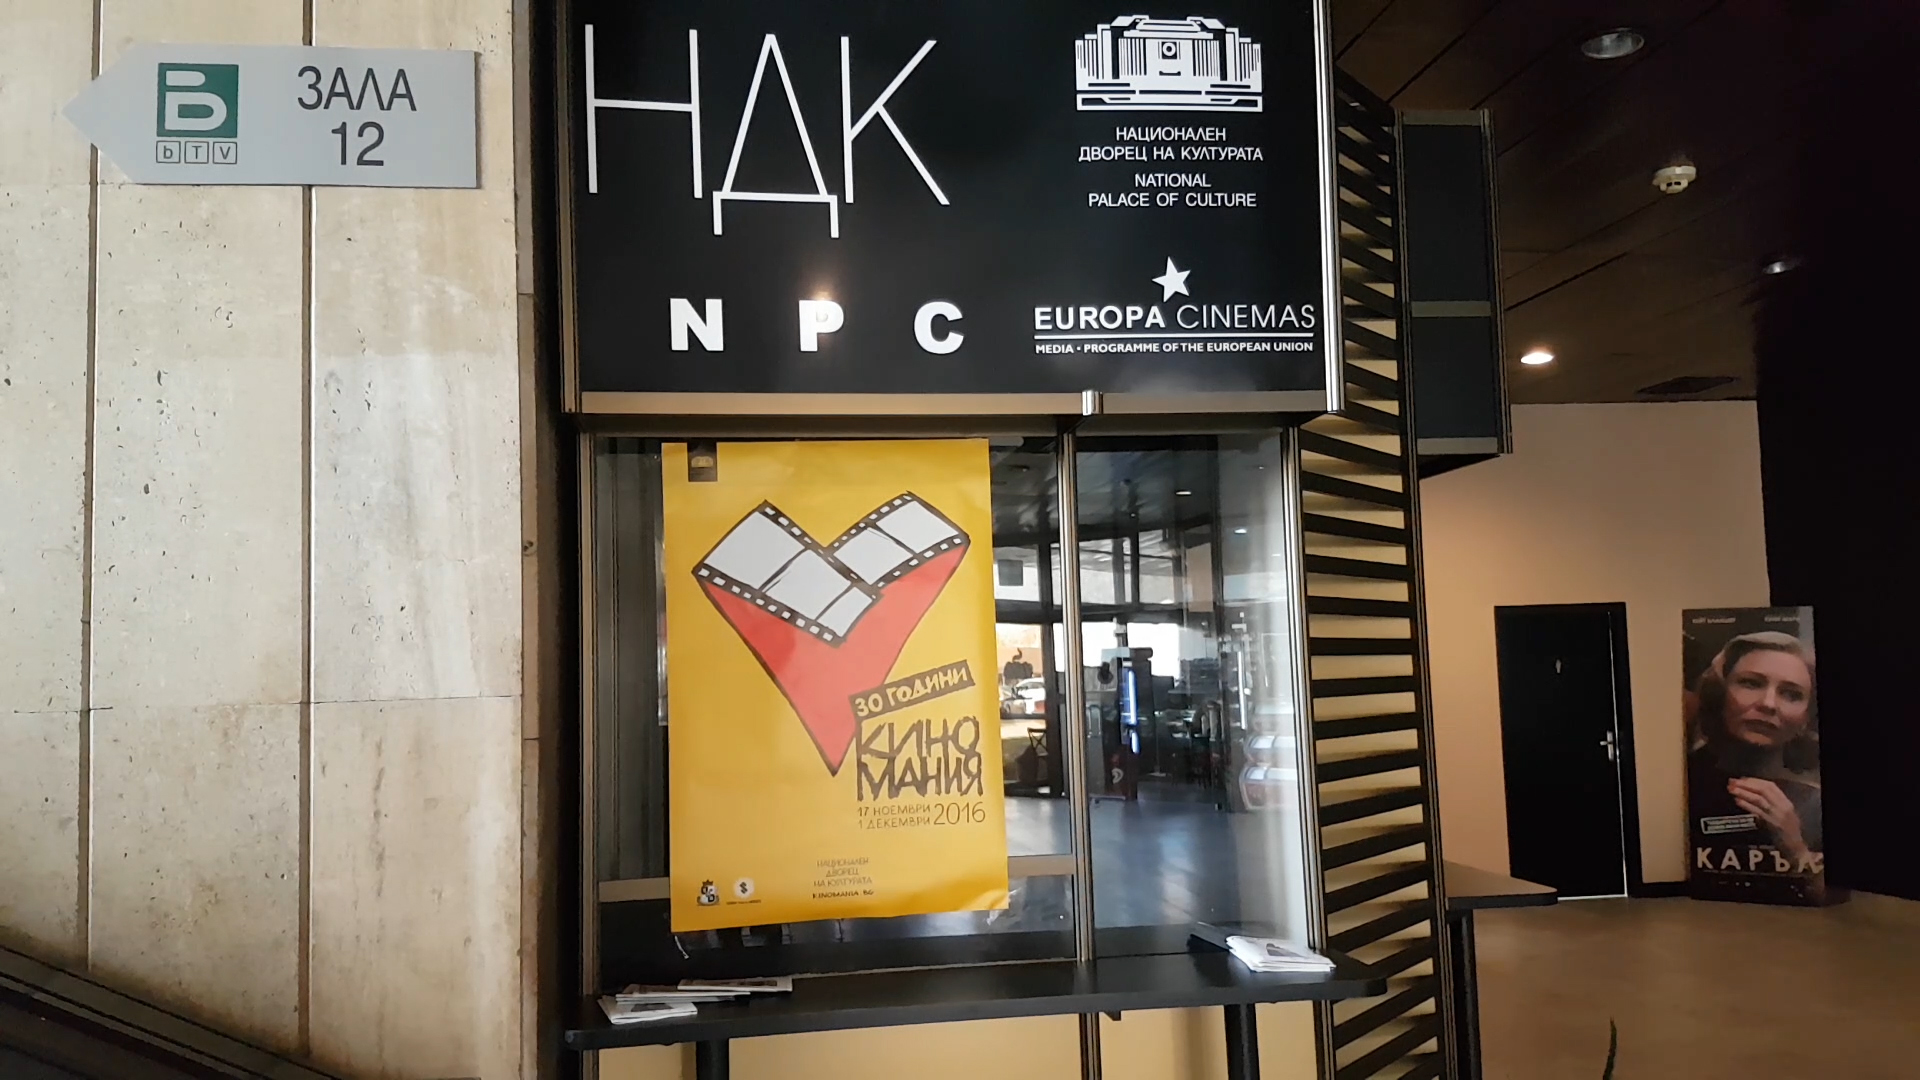 bTV
ЗАЛА
12
НДК
НАЦИОНАЛЕН
ДВОРЕЦ НА КУЛТУРАТА
NATIONAL
PALACE OF CULTURE
NPC
EUROPA CINEMAS
MEDIA • PROGRAMME OF THE EUROPEAN UNION
30 ГОДИНИ
КИНО
МАНИЯ
17 НОЕМВРИ
1 ДЕКЕМВРИ 2016
НАЦИОНАЛЕН
ДВОРЕЦ
НА КУЛТУРАТА
KINOMANIA.BG
КАРЪЛ